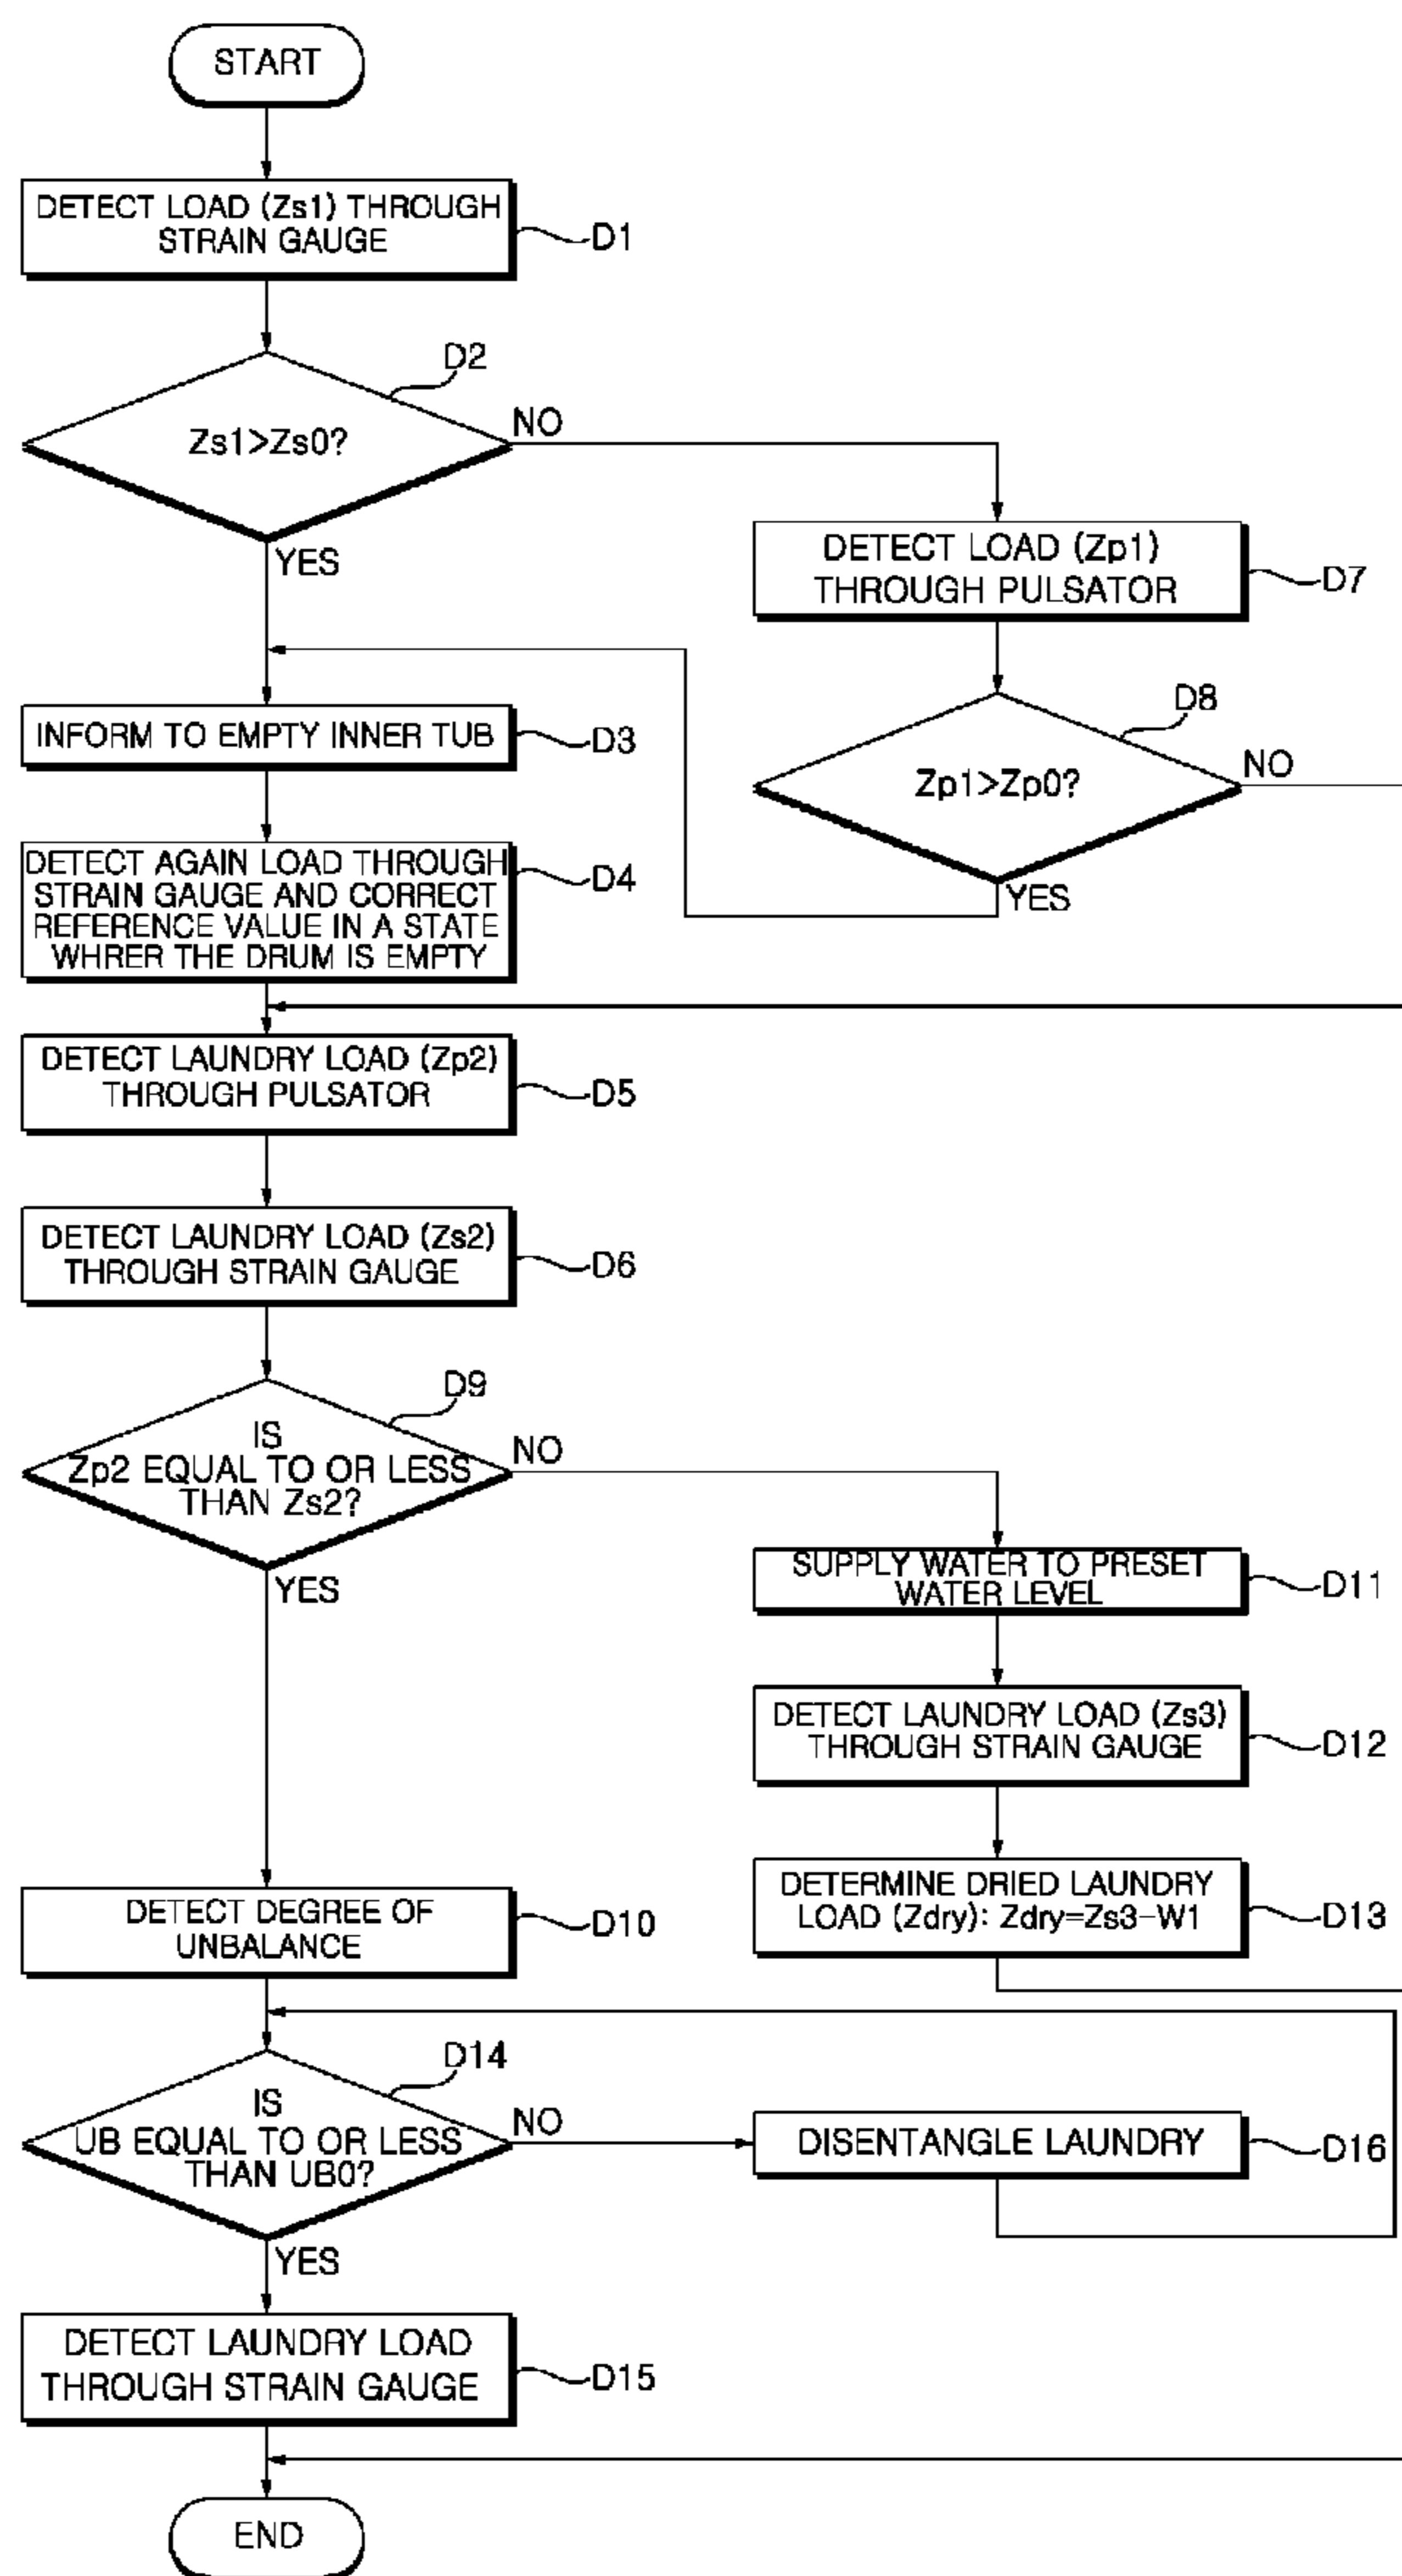 START
DETECT LOAD (Zs1) THROUGH
STRAIN GAUGE
D1
D2
Zs1>Zs0?
NO
YES
DETECT LOAD (Zp1)
THROUGH PULSATOR
D7
D8
Zp1>Zp0?
NO
YES
INFORM TO EMPTY INNER TUB
D3
DETECT AGAIN LOAD THROUGH
STRAIN GAUGE AND CORRECT
REFERENCE VALUE IN A STATE
WHRER THE DRUM IS EMPTY
D4
DETECT LAUNDRY LOAD (Zp2)
THROUGH PULSATOR
D5
DETECT LAUNDRY LOAD (Zs2)
THROUGH STRAIN GAUGE
D6
D9
IS
Zp2 EQUAL TO OR LESS
THAN Zs2?
NO
YES
SUPPLY WATER TO PRESET
WATER LEVEL
D11
DETECT LAUNDRY LOAD (Zs3)
THROUGH STRAIN GAUGE
D12
DETERMINE DRIED LAUNDRY
LOAD (Zdry): Zdry=Zs3-W1
D13
DETECT DEGREE OF
UNBALANCE
D10
D14
IS
UB EQUAL TO OR LESS
THAN UB0?
NO
YES
DISENTANGLE LAUNDRY
D16
DETECT LAUNDRY LOAD
THROUGH STRAIN GAUGE
D15
END